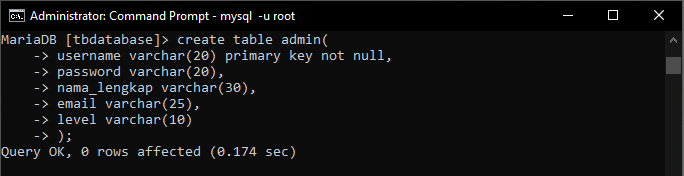 Administrator: Command Prompt - mysql  -u root
MariaDB [tbdatabase]> create table admin(
    -> username varchar(20) primary key not null,
    -> password varchar(20),
    -> nama_lengkap varchar(30),
    -> email varchar(25),
    -> level varchar(10)
    -> );
Query OK, 0 rows affected (0.174 sec)